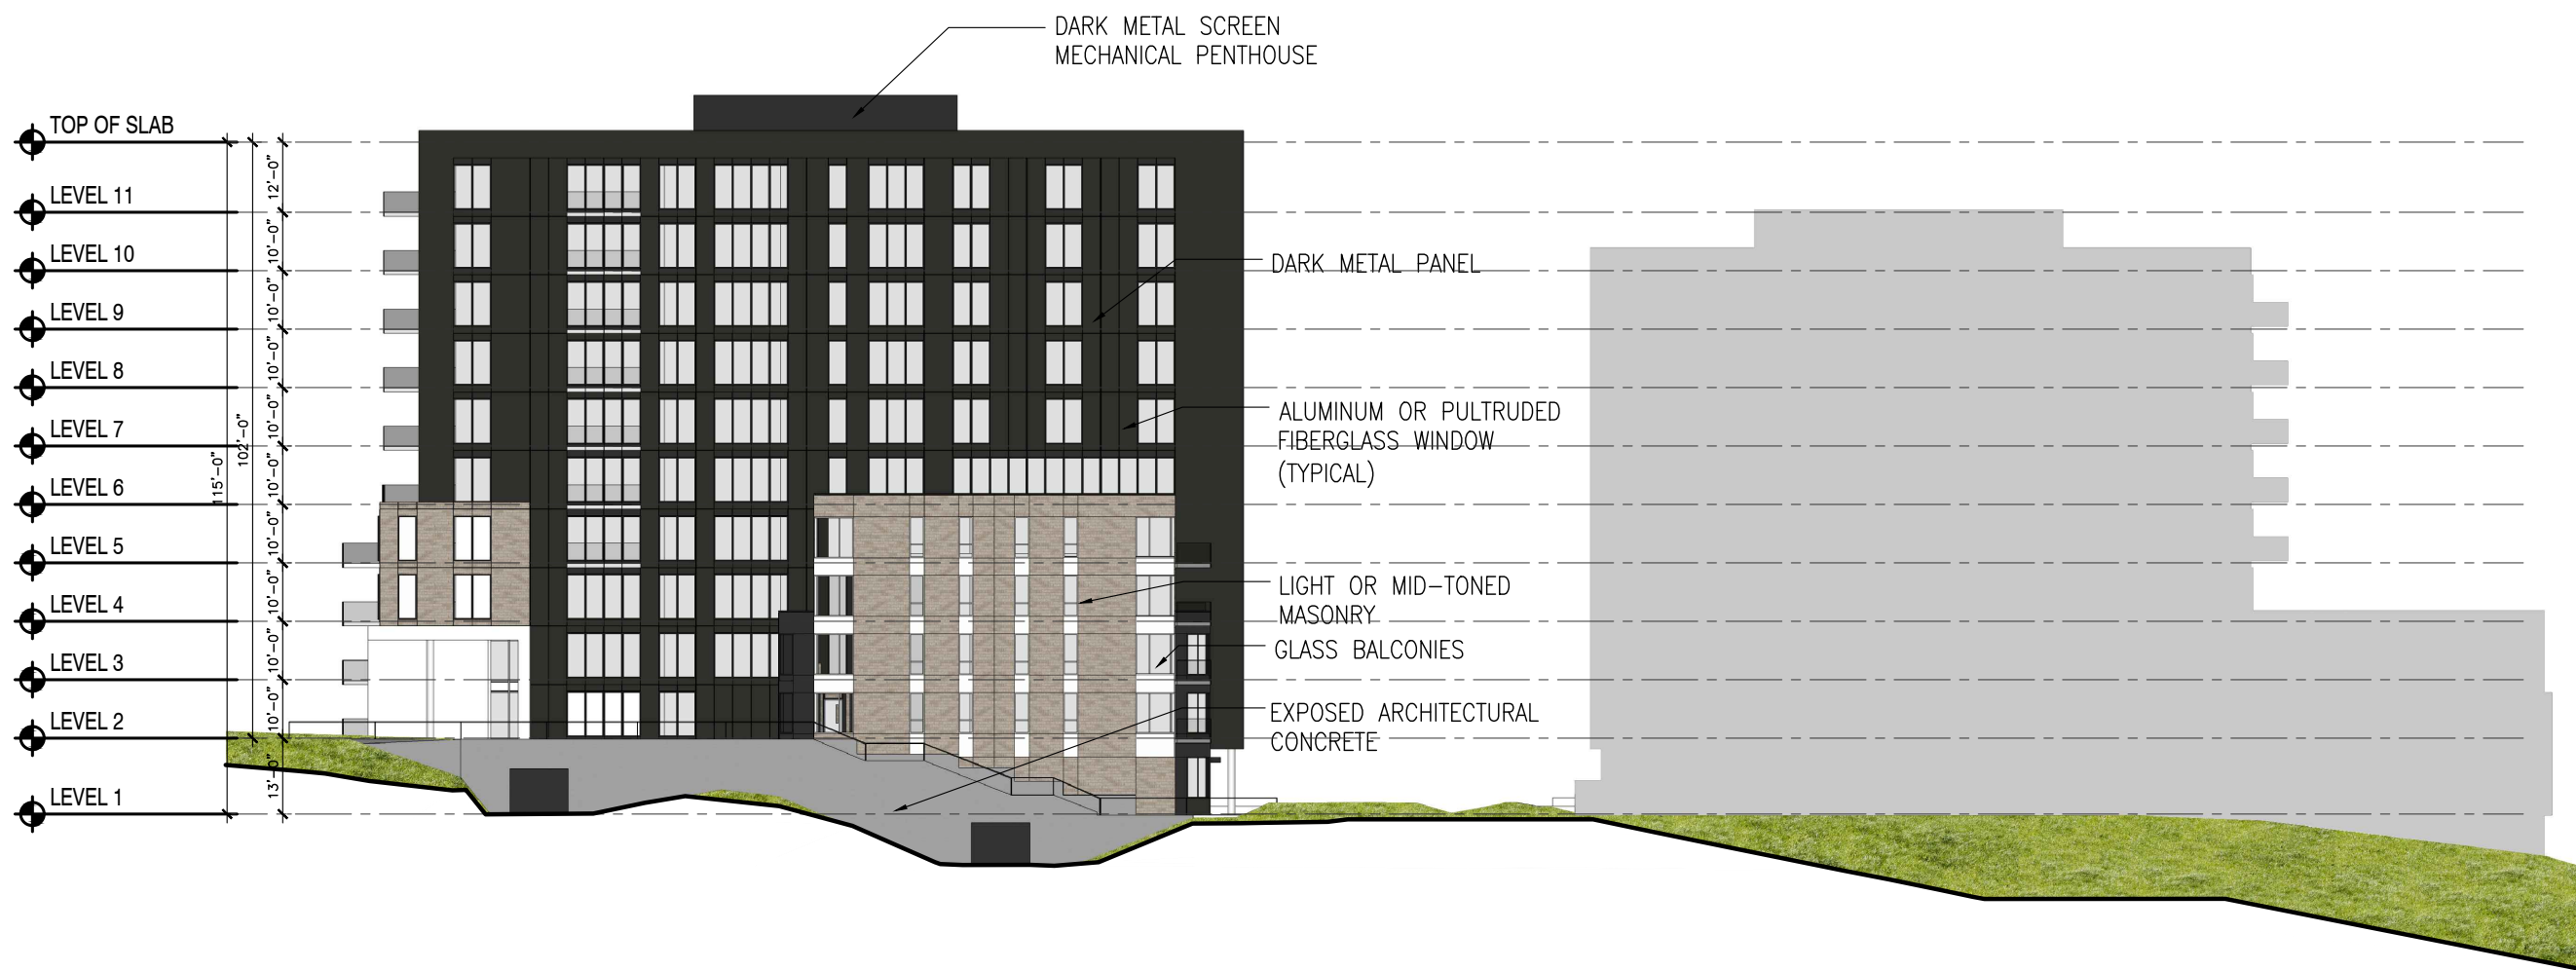 DARK METAL SCREEN
MECHANICAL PENTHOUSE
TOP OF SLAB
12'-0"
LEVEL 11
10'-0"
LEVEL 10
DARK METAL PANEL
10'-0"
LEVEL 9
10'-0"
LEVEL 8
10'-0"
ALUMINUM OR PULTRUDED
FIBERGLASS WINDOW
(TYPICAL)
LEVEL 7
102'-0"
115'-0"
10'-0"
LEVEL 6
10'-0"
LEVEL 5
10'-0"
LIGHT OR MID-TONED
MASONRY
LEVEL 4
10'-0"
GLASS BALCONIES
LEVEL 3
10'-0"
EXPOSED ARCHITECTURAL
CONCRETE
LEVEL 2
13'-0"
LEVEL 1